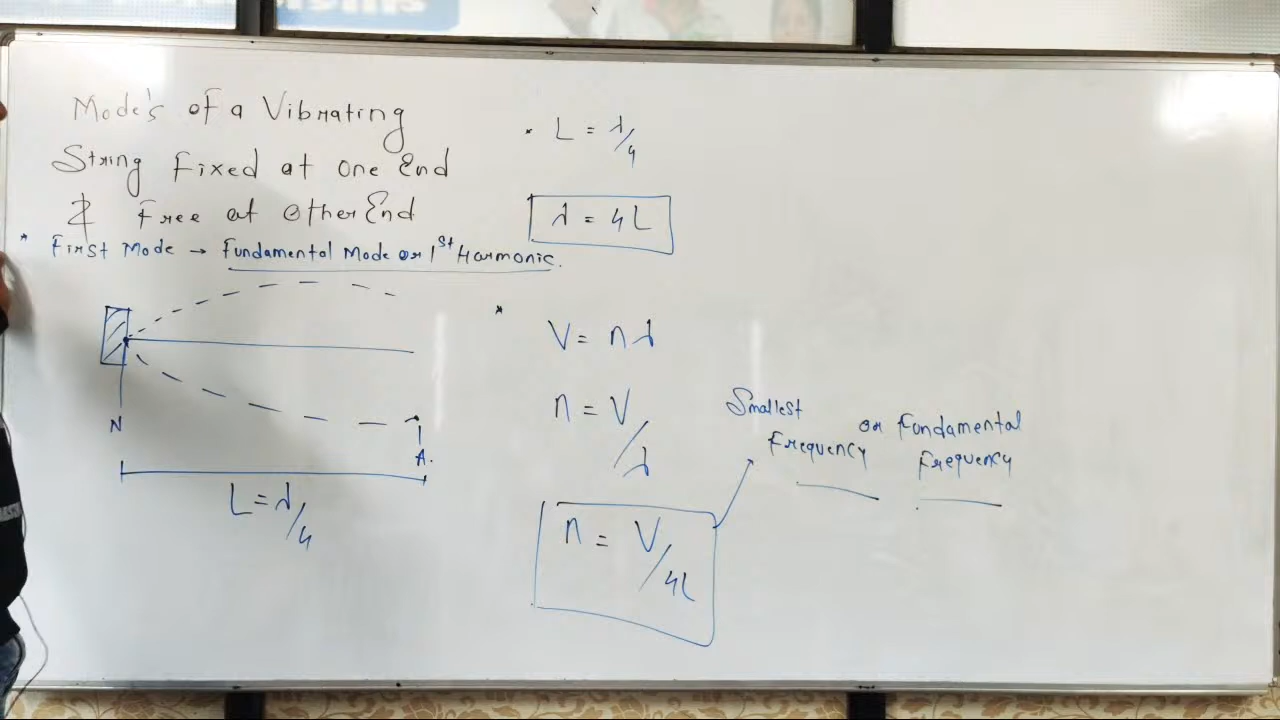 Mode's of a Vibrating
String Fixed at one End
& Free at other End
* First Mode → Fundamental Mode or 1st Harmonic.
N
A.
L = λ/4
* L = λ/4
λ = 4L
*
V = nλ
n = V/λ
n = V/4L
Smallest
Frequency
or Fundamental
Frequency